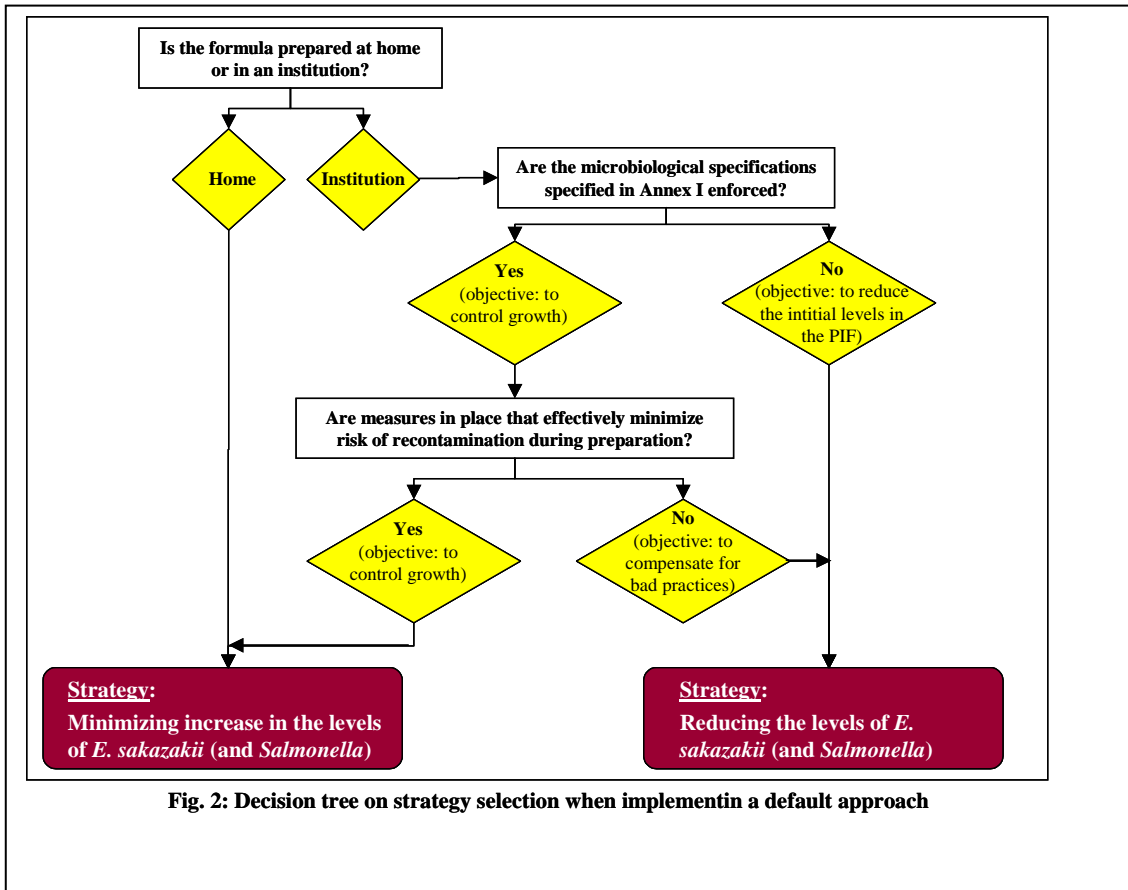 Is the formula prepared at home
or in an institution?
Home
Institution
Are the microbiological specifications
specified in Annex I enforced?
Yes
(objective: to
control growth)
No
(objective: to reduce
the intitial levels in
the PIF)
Are measures in place that effectively minimize
risk of recontamination during preparation?
Yes
(objective: to
control growth)
No
(objective: to
compensate for
bad practices)
Strategy:
Minimizing increase in the levels
of E. sakazakii (and Salmonella)
Strategy:
Reducing the levels of E.
sakazakii (and Salmonella)
Fig. 2: Decision tree on strategy selection when implementin a default approach